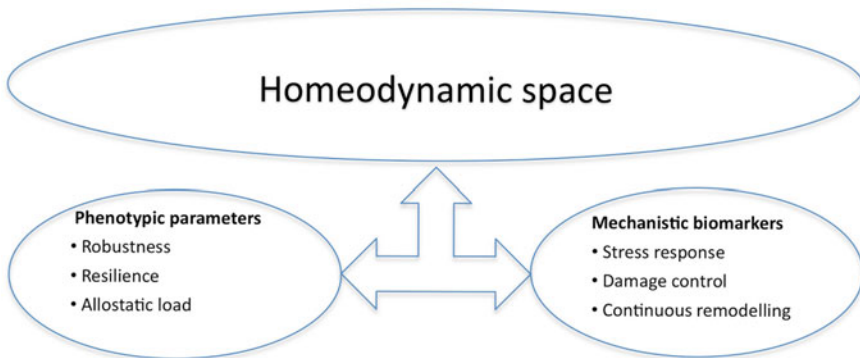 Homeodynamic space
Phenotypic parameters
• Robustness
• Resilience
• Allostatic load
Mechanistic biomarkers
• Stress response
• Damage control
• Continuous remodelling